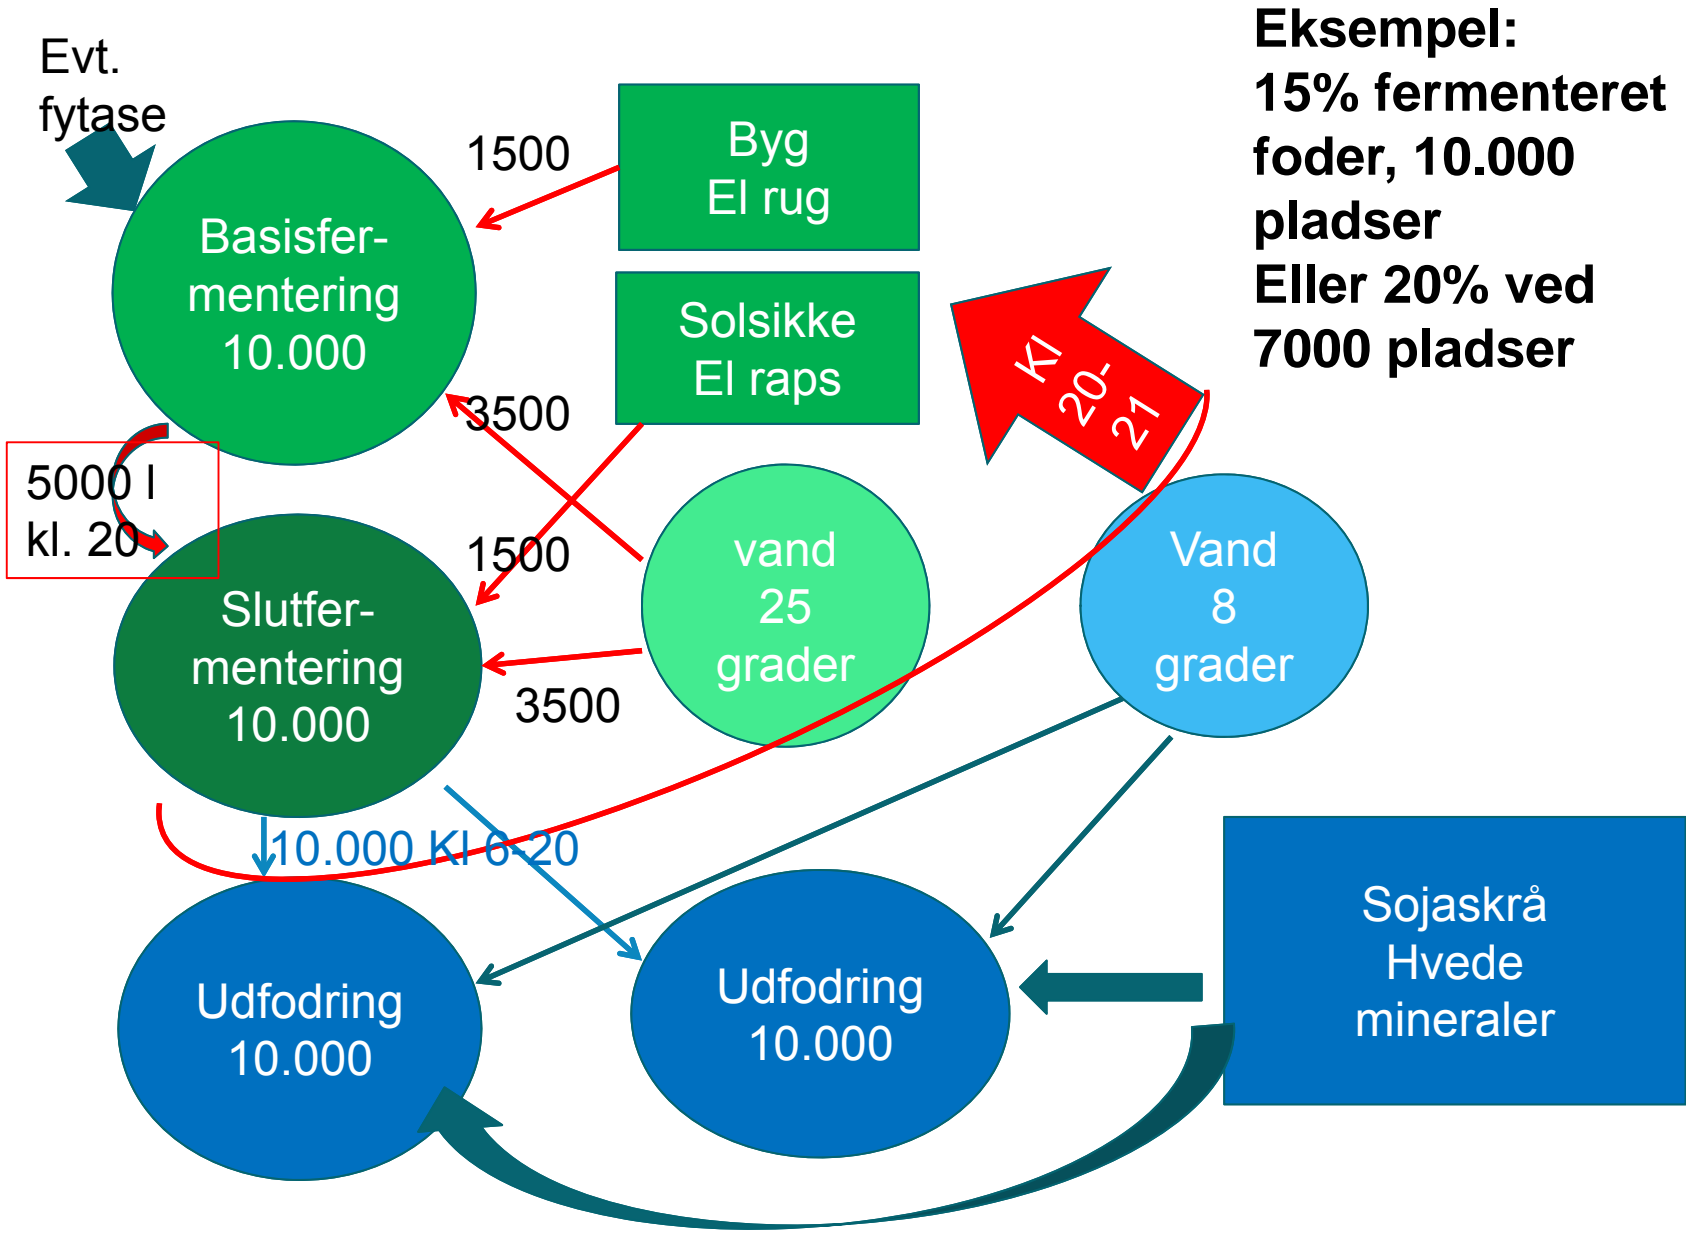 Evt.
fytase
Eksempel:
15% fermenteret
foder, 10.000
pladser
Eller 20% ved
7000 pladser
1500
Byg
El rug
Basisfer-
mentering
10.000
Solsikke
El raps
Kl
20-
21
3500
5000 l
kl. 20
1500
vand
25
grader
Vand
8
grader
Slutfer-
mentering
10.000
3500
10.000 Kl 6-20
Udfodring
10.000
Udfodring
10.000
Sojaskrå
Hvede
mineraler